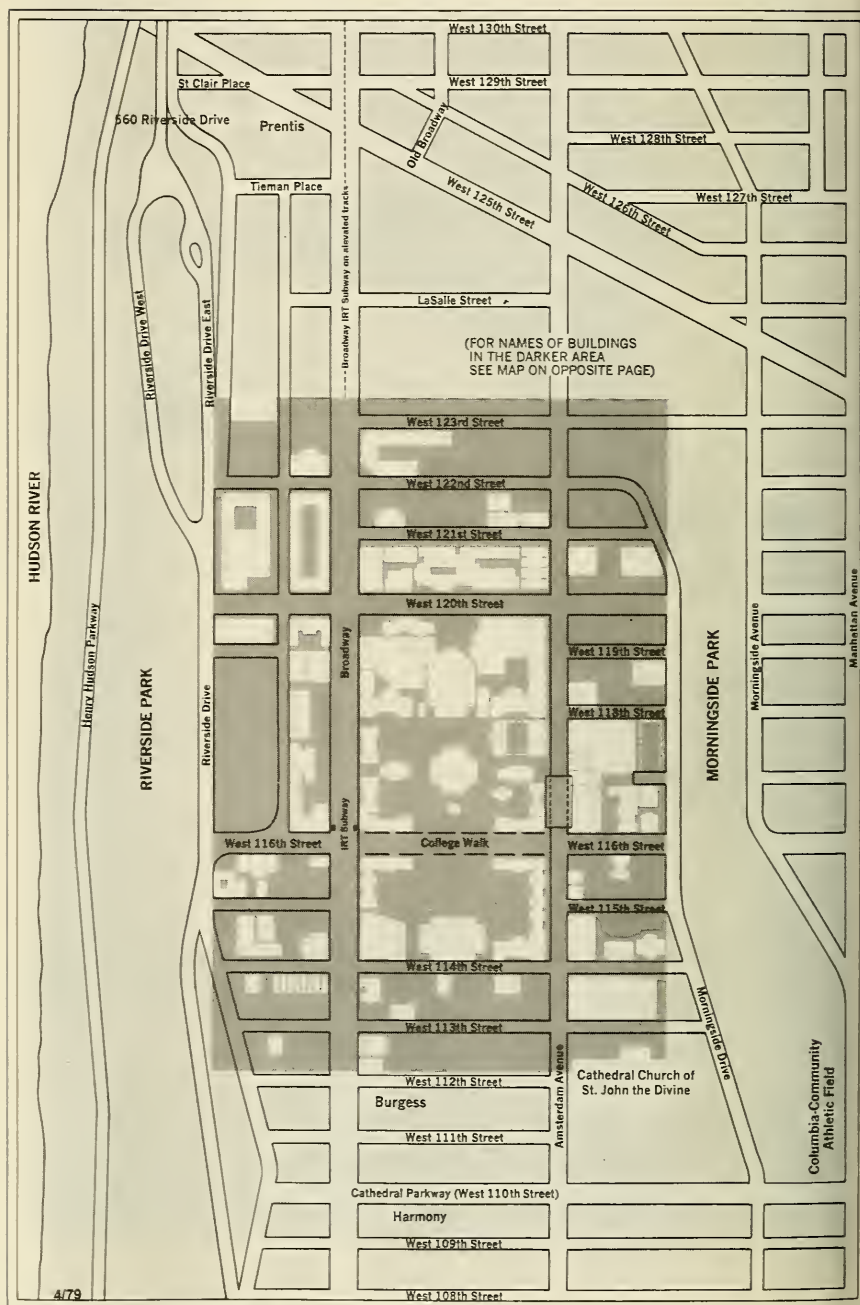 West 130th Street
St Clair Place
West 129th Street
560 Riverside Drive
Prentis
Old Broadway
West 128th Street
Tieman Place
West 125th Street
West 126th Street
West 127th Street
Broadway IRT Subway on elevated tracks
LaSalle Street
Riverside Drive West
Riverside Drive East
(FOR NAMES OF BUILDINGS
IN THE DARKER AREA
SEE MAP ON OPPOSITE PAGE)
West 123rd Street
West 122nd Street
West 121st Street
West 120th Street
HUDSON RIVER
Henry Hudson Parkway
RIVERSIDE PARK
Riverside Drive
Broadway
West 119th Street
West 118th Street
MORNINGSIDE PARK
Morningside Avenue
Manhattan Avenue
IRT Subway
West 116th Street
College Walk
West 116th Street
West 115th Street
West 114th Street
West 113th Street
Morningside Drive
Amsterdam Avenue
Cathedral Church of
St. John the Divine
West 112th Street
Burgess
West 111th Street
Columbia-Community
Athletic Field
Cathedral Parkway (West 110th Street)
Harmony
West 109th Street
West 108th Street
4/79